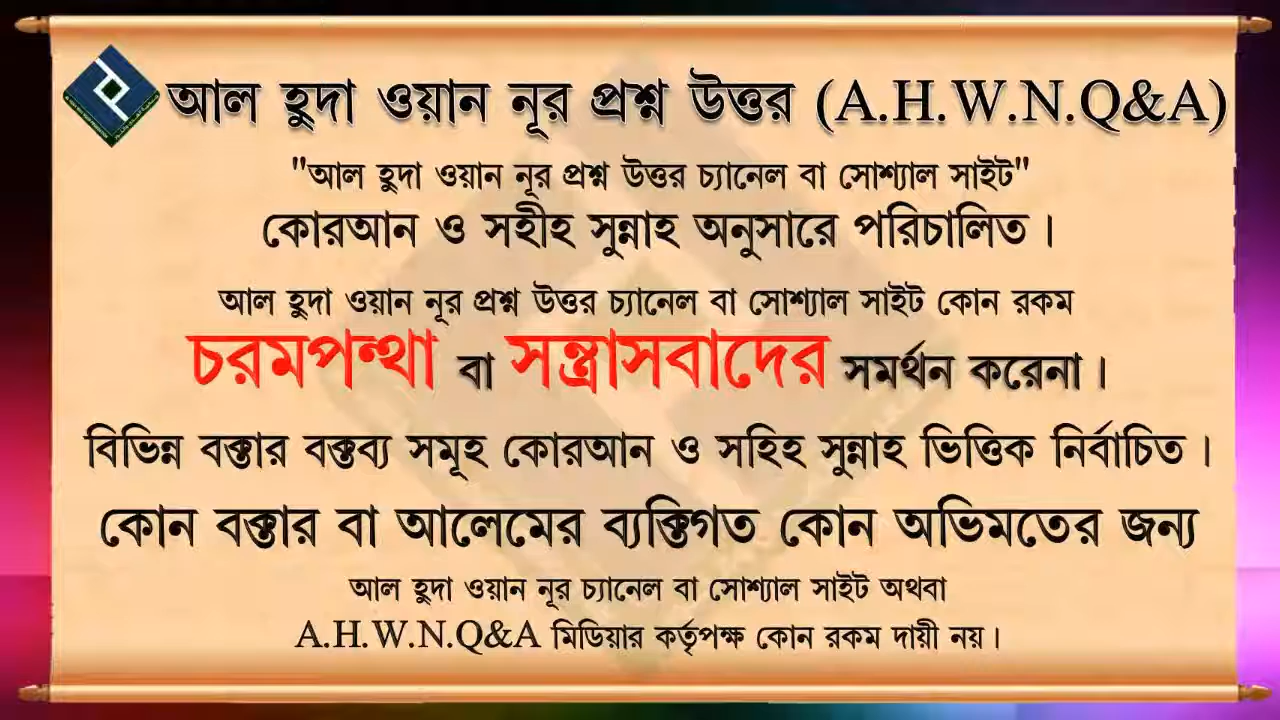 আল হুদা ওয়ান নূর প্রশ্ন উত্তর (A.H.W.N.Q&A)
"আল হুদা ওয়ান নূর প্রশ্ন উত্তর চ্যানেল বা সোশ্যাল সাইট"
কোরআন ও সহীহ সুন্নাহ অনুসারে পরিচালিত ।
আল হুদা ওয়ান নূর প্রশ্ন উত্তর চ্যানেল বা সোশ্যাল সাইট কোন রকম
চরমপন্থা বা সন্ত্রাসবাদের সমর্থন করেনা ।
বিভিন্ন বক্তার বক্তব্য সমূহ কোরআন ও সহিহ সুন্নাহ ভিত্তিক নির্বাচিত ।
কোন বক্তার বা আলেমের ব্যক্তিগত কোন অভিমতের জন্য
আল হুদা ওয়ান নূর চ্যানেল বা সোশ্যাল সাইট অথবা
A.H.W.N.Q&A মিডিয়ার কর্তৃপক্ষ কোন রকম দায়ী নয় ।